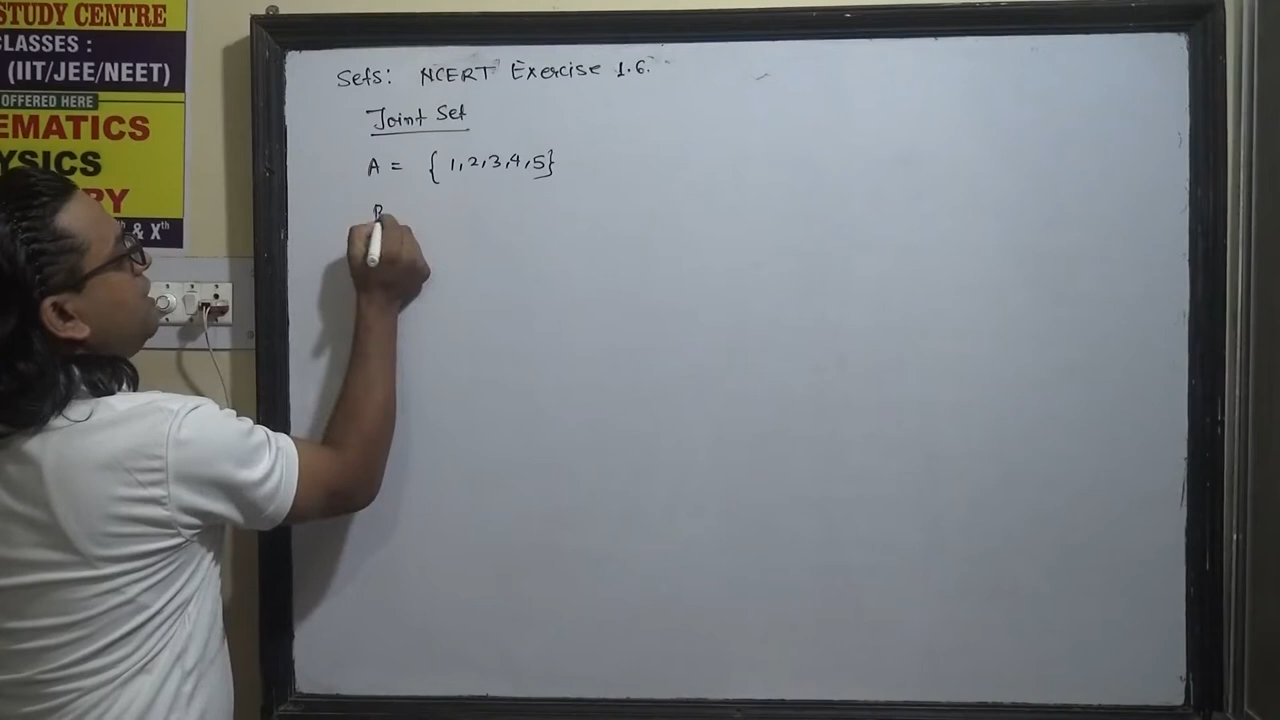 STUDY CENTRE
CLASSES :
(IIT/JEE/NEET)
OFFERED HERE
EMATICS
YSICS
RY
& Xth
Sets: NCERT Exercise 1.6.
Joint Set
A = { 1,2,3,4,5}
B